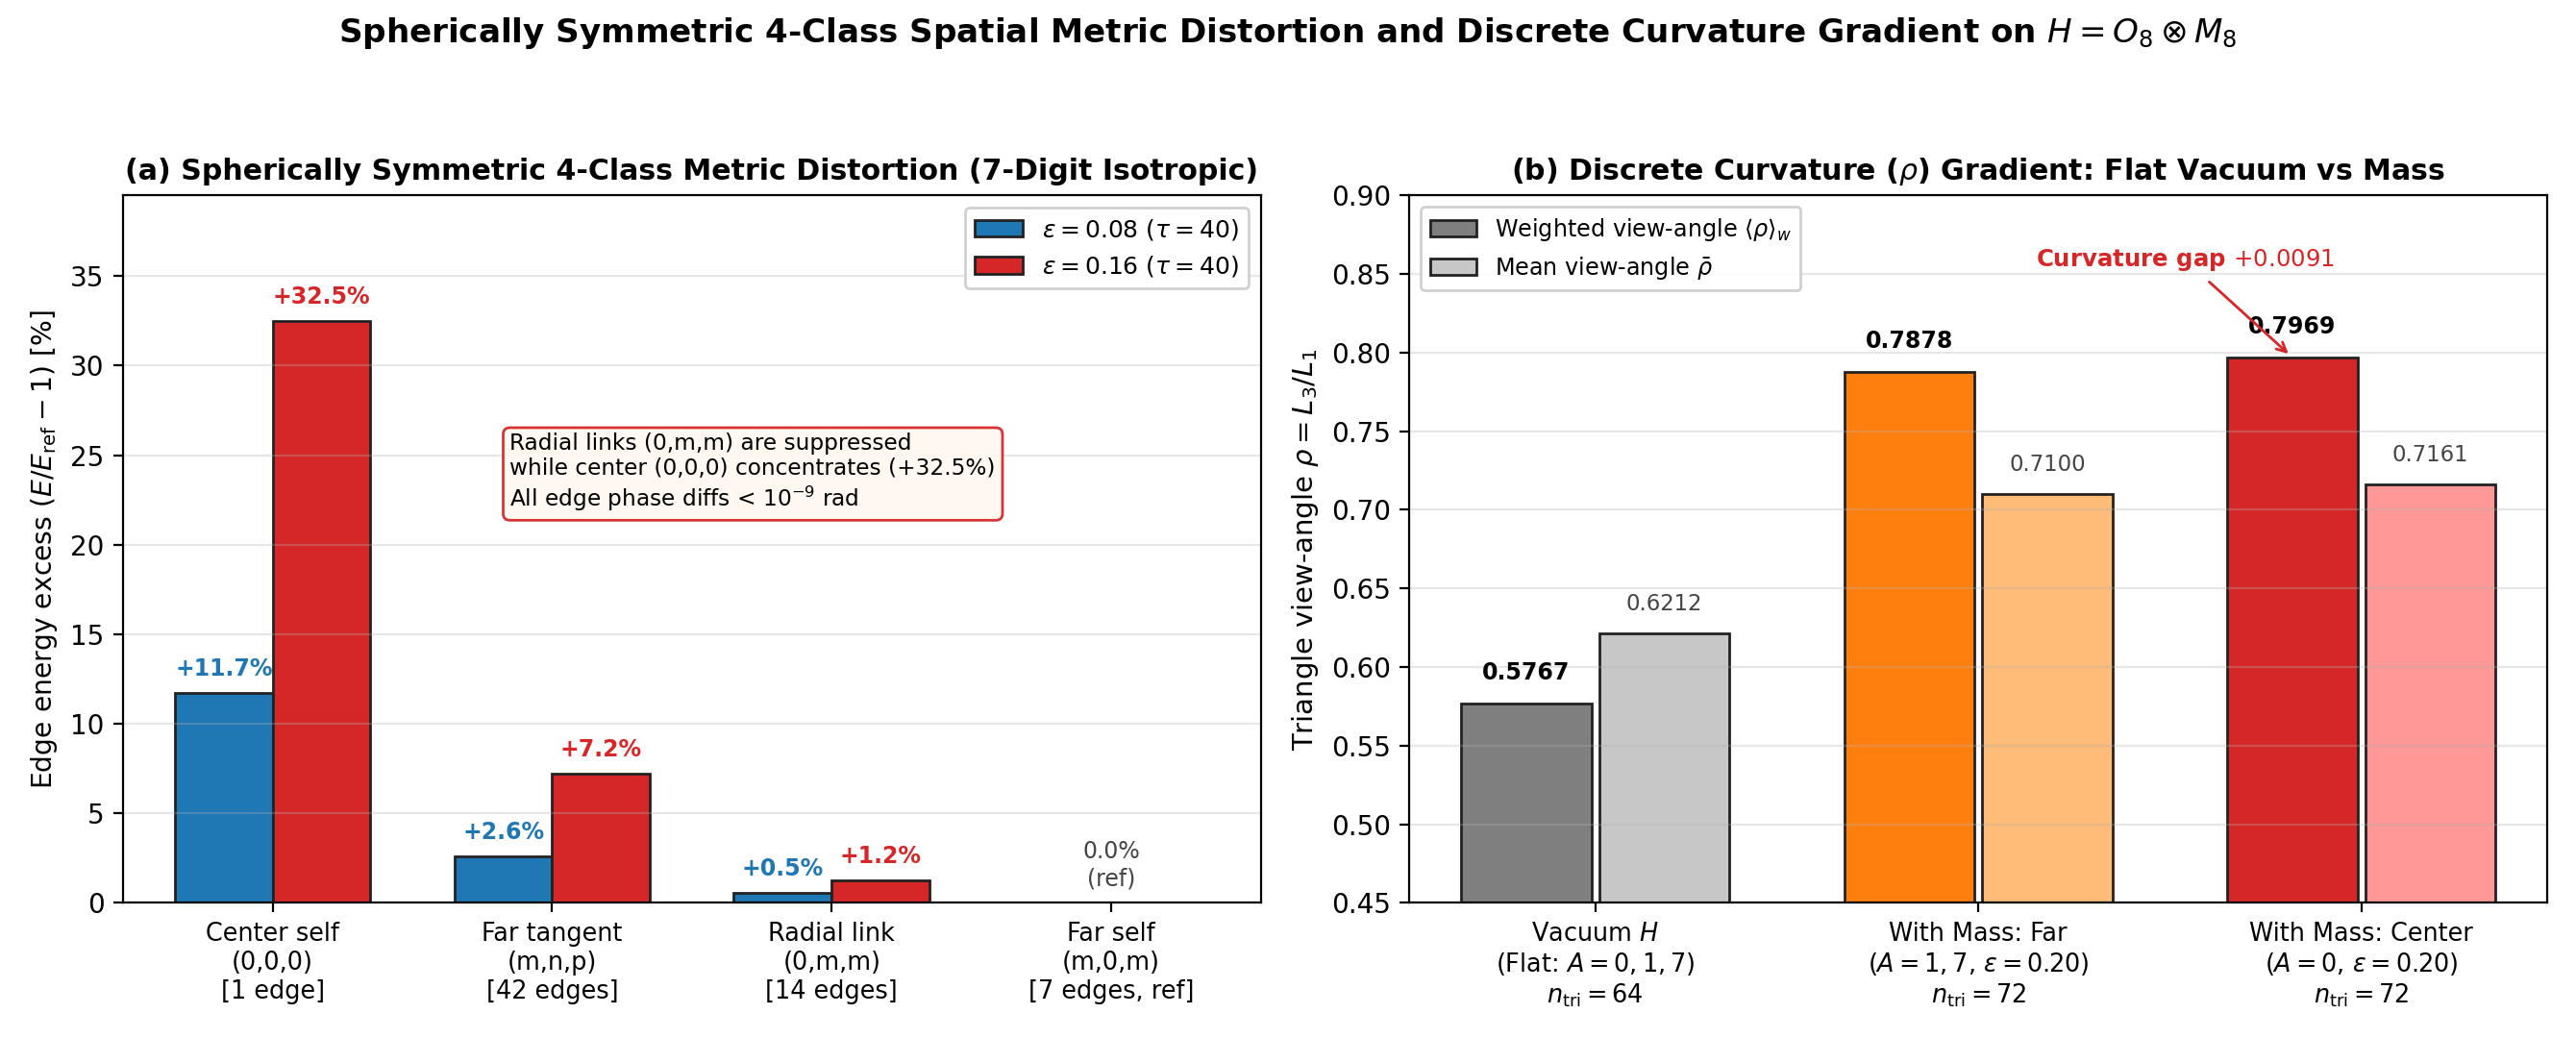 Spherically Symmetric 4-Class Spatial Metric Distortion and Discrete Curvature Gradient on H = O₈ ⊗ M₈
(a) Spherically Symmetric 4-Class Metric Distortion (7-Digit Isotropic)
Edge energy excess (E/E_ref − 1) [%]
35
30
25
20
15
10
5
0
ε = 0.08 (τ = 40)
ε = 0.16 (τ = 40)
+11.7%
+32.5%
+2.6%
+7.2%
+0.5%
+1.2%
0.0%
(ref)
Radial links (0,m,m) are suppressed
while center (0,0,0) concentrates (+32.5%)
All edge phase diffs < 10⁻⁹ rad
Center self
(0,0,0)
[1 edge]
Far tangent
(m,n,p)
[42 edges]
Radial link
(0,m,m)
[14 edges]
Far self
(m,0,m)
[7 edges, ref]
(b) Discrete Curvature (ρ) Gradient: Flat Vacuum vs Mass
Triangle view-angle ρ = L₃/L₁
0.90
0.85
0.80
0.75
0.70
0.65
0.60
0.55
0.50
0.45
Weighted view-angle ⟨ρ⟩_w
Mean view-angle ρ̄
Curvature gap +0.0091
0.5767
0.6212
0.7878
0.7100
0.7969
0.7161
Vacuum H
(Flat: A = 0, 1, 7)
n_tri = 64
With Mass: Far
(A = 1, 7, ε = 0.20)
n_tri = 72
With Mass: Center
(A = 0, ε = 0.20)
n_tri = 72